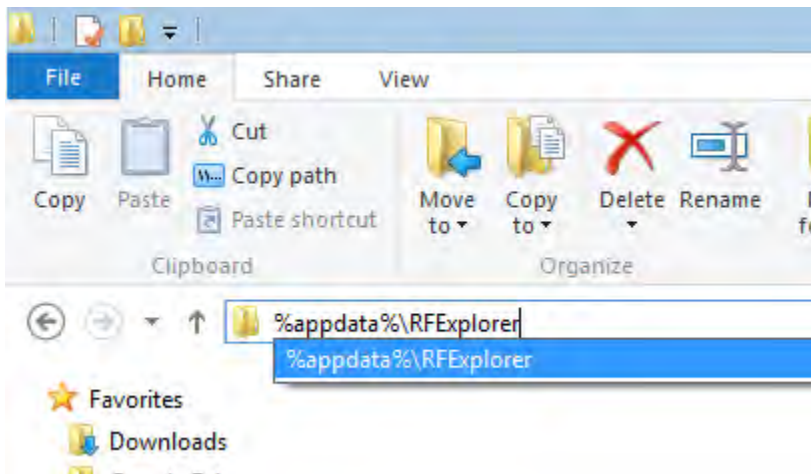 File Home Share View
Copy
Paste
Cut
Copy path
Paste shortcut
Move to
Copy to
Delete
Rename
Clipboard
Organize
%appdata%\RFExplorer
%appdata%\RFExplorer
Favorites
Downloads